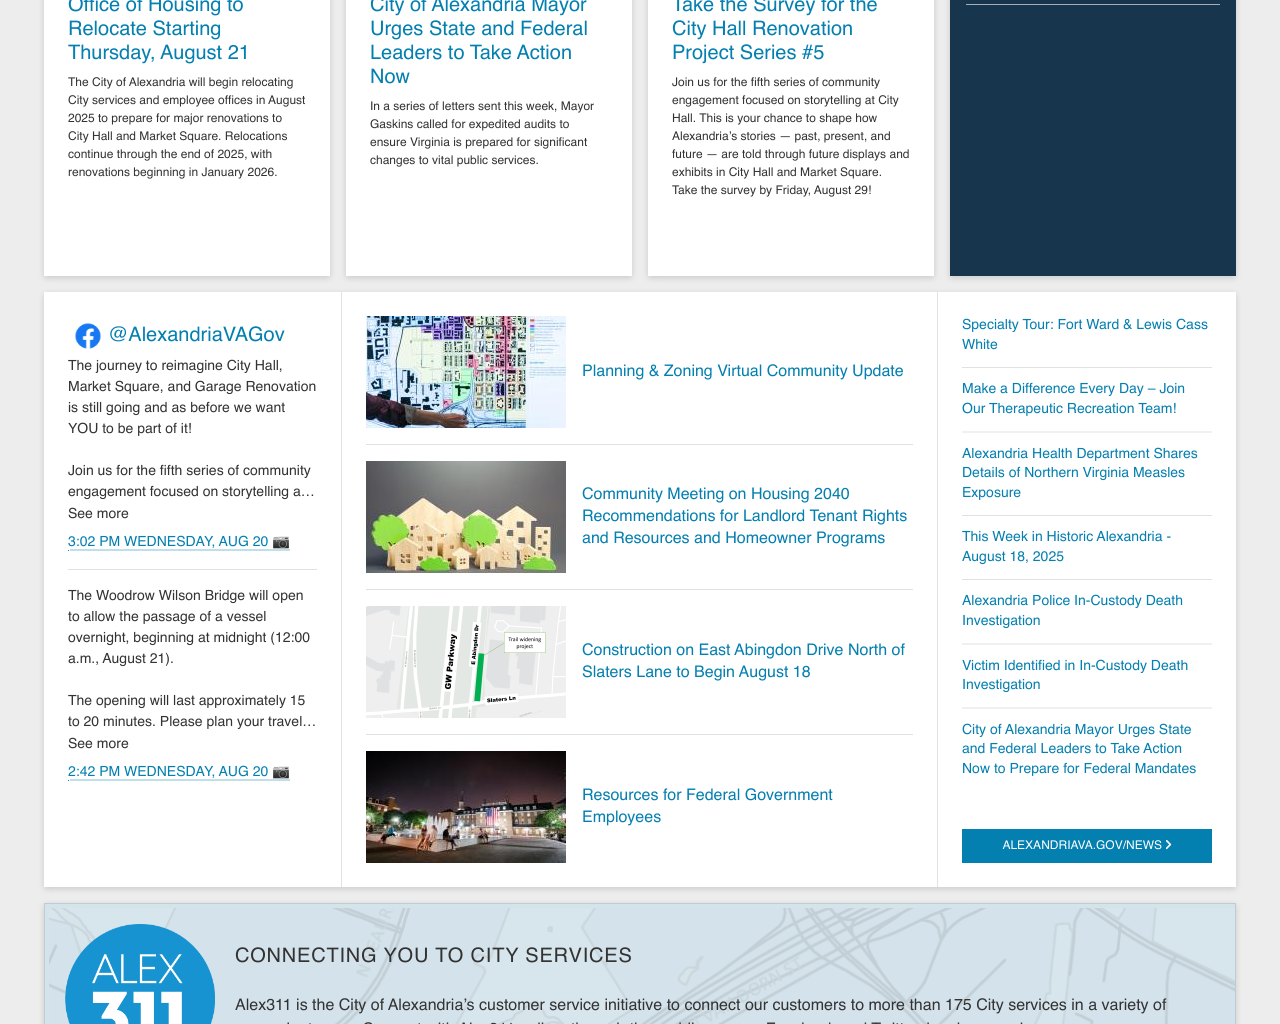 Office of Housing to
Relocate Starting
Thursday, August 21
The City of Alexandria will begin relocating
City services and employee offices in August
2025 to prepare for major renovations to
City Hall and Market Square. Relocations
continue through the end of 2025, with
renovations beginning in January 2026.
City of Alexandria Mayor
Urges State and Federal
Leaders to Take Action
Now
In a series of letters sent this week, Mayor
Gaskins called for expedited audits to
ensure Virginia is prepared for significant
changes to vital public services.
Take the Survey for the
City Hall Renovation
Project Series #5
Join us for the fifth series of community
engagement focused on storytelling at City
Hall. This is your chance to shape how
Alexandria’s stories — past, present, and
future — are told through future displays and
exhibits in City Hall and Market Square.
Take the survey by Friday, August 29!
@AlexandriaVAGov
The journey to reimagine City Hall,
Market Square, and Garage Renovation
is still going and as before we want
YOU to be part of it!
Join us for the fifth series of community
engagement focused on storytelling a…
See more
3:02 PM WEDNESDAY, AUG 20 📷
The Woodrow Wilson Bridge will open
to allow the passage of a vessel
overnight, beginning at midnight (12:00
a.m., August 21).
The opening will last approximately 15
to 20 minutes. Please plan your travel…
See more
2:42 PM WEDNESDAY, AUG 20 📷
Planning & Zoning Virtual Community Update
Community Meeting on Housing 2040
Recommendations for Landlord Tenant Rights
and Resources and Homeowner Programs
GW Parkway
E Abingdon Dr
Trail widening
project
Slaters Ln
Construction on East Abingdon Drive North of
Slaters Lane to Begin August 18
Resources for Federal Government
Employees
Specialty Tour: Fort Ward & Lewis Cass
White
Make a Difference Every Day – Join
Our Therapeutic Recreation Team!
Alexandria Health Department Shares
Details of Northern Virginia Measles
Exposure
This Week in Historic Alexandria -
August 18, 2025
Alexandria Police In-Custody Death
Investigation
Victim Identified in In-Custody Death
Investigation
City of Alexandria Mayor Urges State
and Federal Leaders to Take Action
Now to Prepare for Federal Mandates
ALEXANDRIAVA.GOV/NEWS
ALEX
311
CONNECTING YOU TO CITY SERVICES
Alex311 is the City of Alexandria’s customer service initiative to connect our customers to more than 175 City services in a variety of